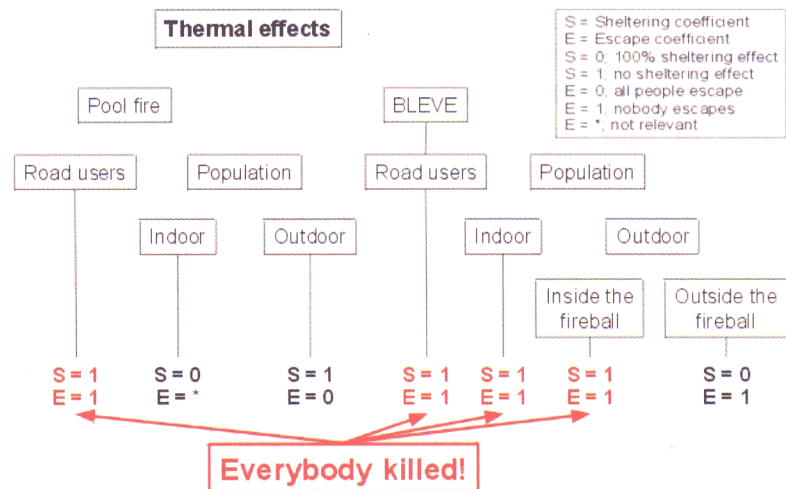 Thermal effects
S = Sheltering coefficient
E = Escape coefficient
S = 0; 100% sheltering effect
S = 1; no sheltering effect
E = 0; all people escape
E = 1; nobody escapes
E = *; not relevant
Pool fire
BLEVE
Road users
Population
Road users
Population
Indoor
Outdoor
Indoor
Outdoor
Inside the
fireball
Outside the
fireball
S = 1
E = 1
S = 0
E = *
S = 1
E = 0
S = 1
E = 1
S = 1
E = 1
S = 1
E = 1
S = 0
E = 1
Everybody killed!